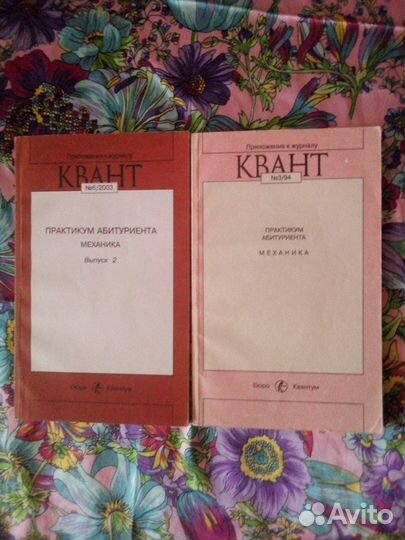 Приложение к журналу
КВАНТ
№6/2003
ПРАКТИКУМ АБИТУРИЕНТА
МЕХАНИКА
Выпуск 2
Бюро Квантум
Приложение к журналу
КВАНТ
№3/94
ПРАКТИКУМ
АБИТУРИЕНТА
МЕХАНИКА
Бюро Квантум
Avito